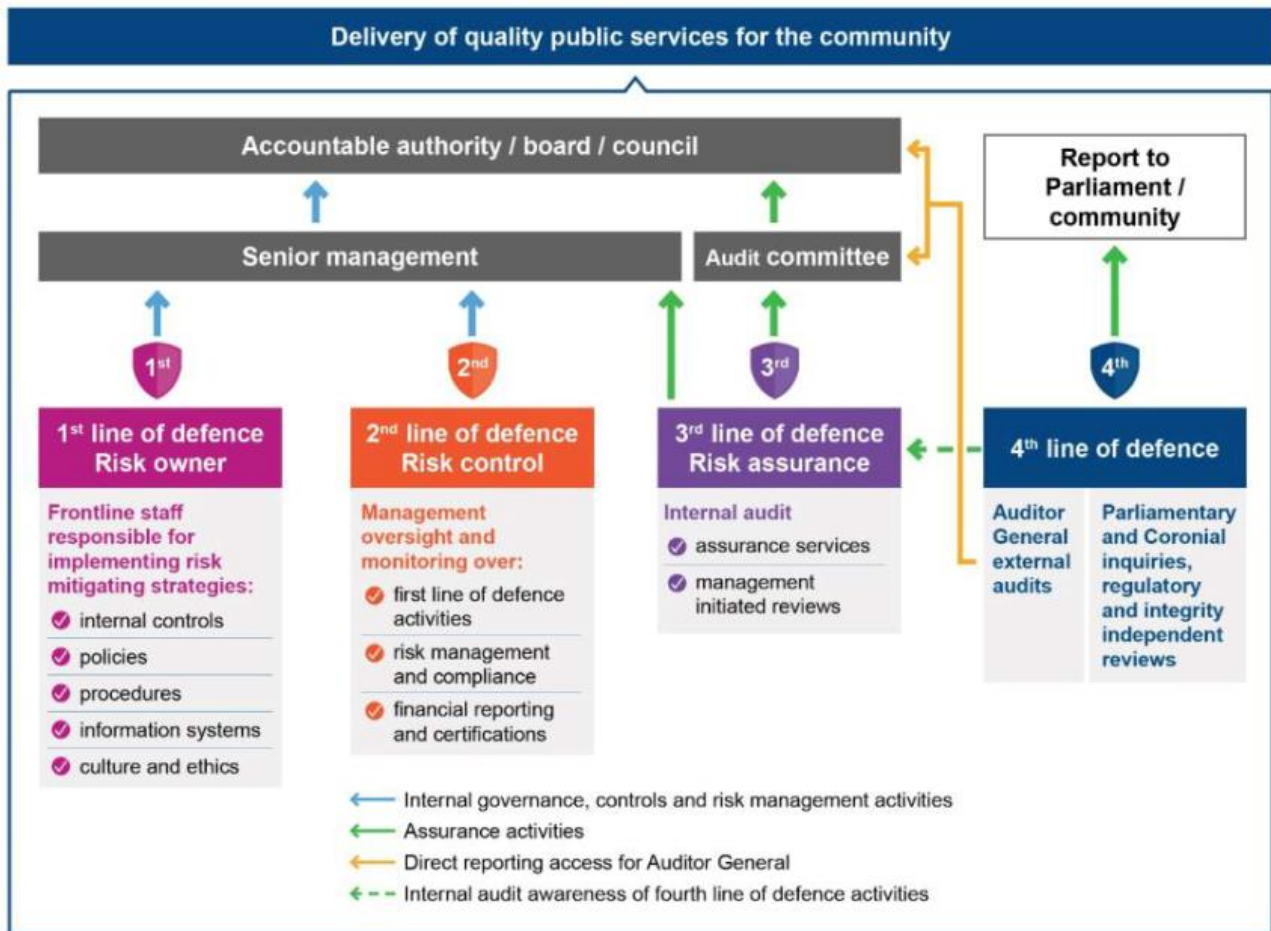 Delivery of quality public services for the community
Accountable authority / board / council
Report to
Parliament /
community
Senior management
Audit committee
1st
2nd
3rd
4th
1st line of defence
Risk owner
Frontline staff
responsible for
implementing risk
mitigating strategies:
internal controls
policies
procedures
information systems
culture and ethics
2nd line of defence
Risk control
Management
oversight and
monitoring over:
first line of defence
activities
risk management
and compliance
financial reporting
and certifications
3rd line of defence
Risk assurance
Internal audit
assurance services
management
initiated reviews
4th line of defence
Auditor
General
external
audits
Parliamentary
and Coronial
inquiries,
regulatory
and integrity
independent
reviews
Internal governance, controls and risk management activities
Assurance activities
Direct reporting access for Auditor General
Internal audit awareness of fourth line of defence activities